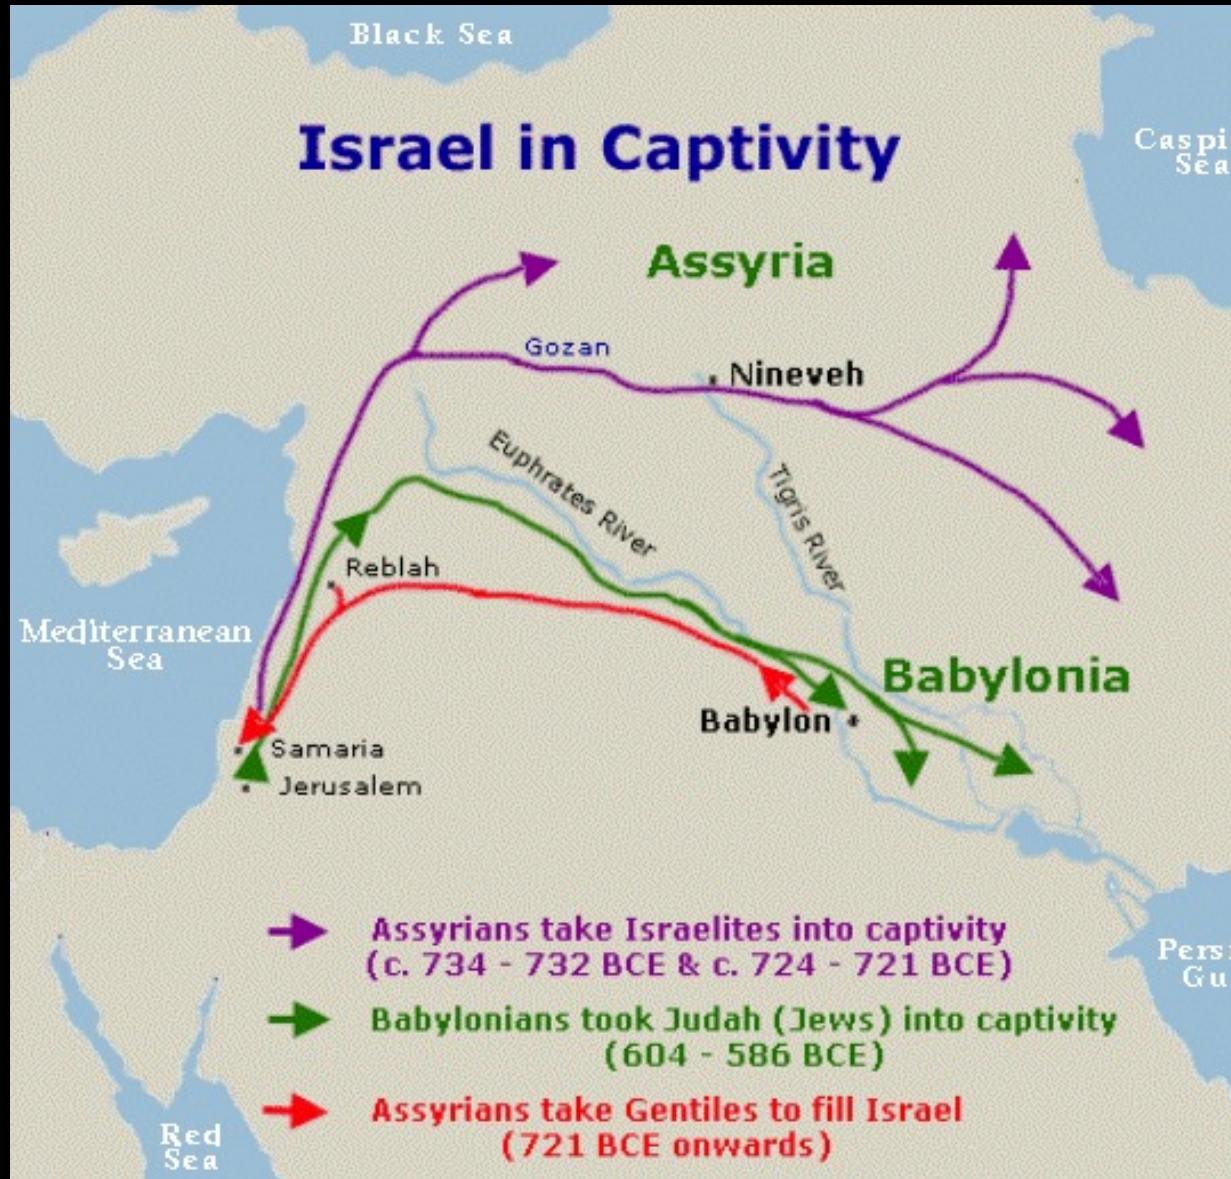 Black Sea
Israel in Captivity
Caspi
Sea
Assyria
Gozan
Nineveh
Euphrates River
Tigris River
Reblah
Mediterranean
Sea
Babylonia
Babylon
Samaria
Jerusalem
Assyrians take Israelites into captivity
(c. 734 - 732 BCE & c. 724 - 721 BCE)
Persi
Gu
Babylonians took Judah (Jews) into captivity
(604 - 586 BCE)
Assyrians take Gentiles to fill Israel
(721 BCE onwards)
Red
Sea